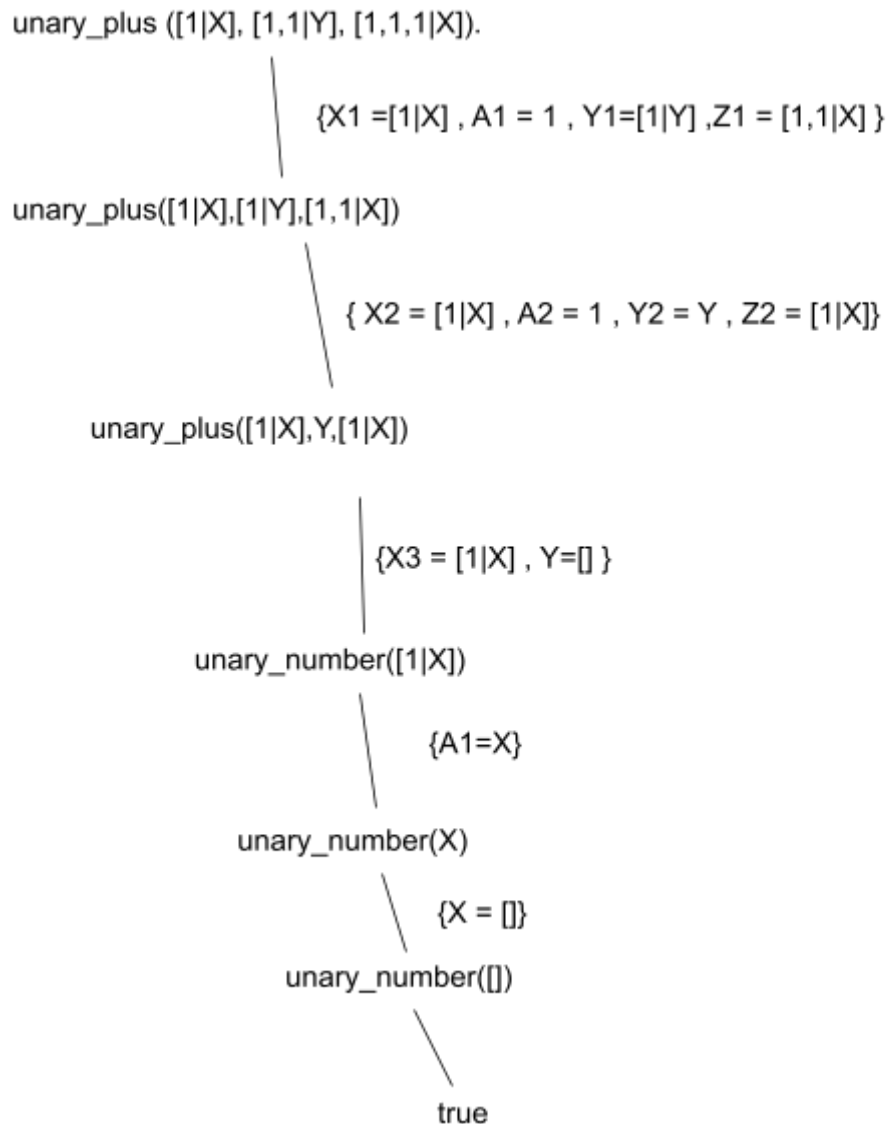 unary_plus ([1|X], [1,1|Y], [1,1,1|X]).
{X1 =[1|X] , A1 = 1 , Y1=[1|Y] ,Z1 = [1,1|X] }
unary_plus([1|X],[1|Y],[1,1|X])
{ X2 = [1|X] , A2 = 1 , Y2 = Y , Z2 = [1|X]}
unary_plus([1|X],Y,[1|X])
{X3 = [1|X] , Y=[] }
unary_number([1|X])
{A1=X}
unary_number(X)
{X = []}
unary_number([])
true